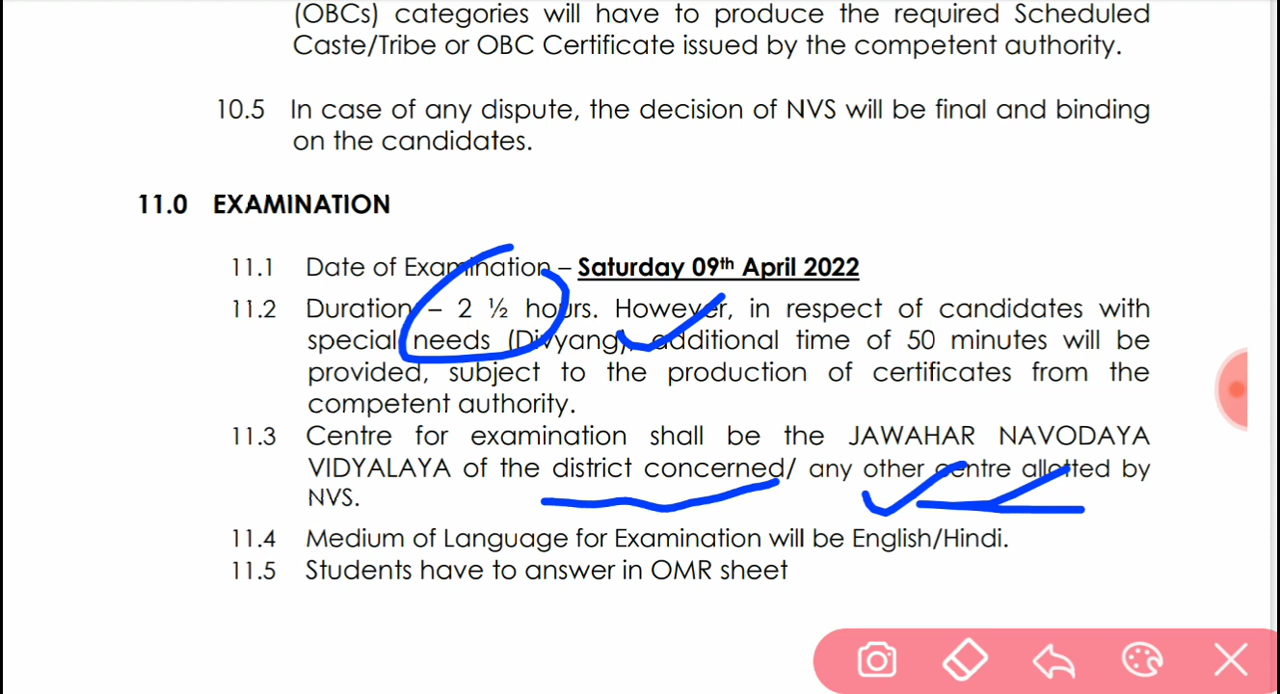 (OBCs) categories will have to produce the required Scheduled
Caste/Tribe or OBC Certificate issued by the competent authority.
10.5 In case of any dispute, the decision of NVS will be final and binding
on the candidates.
11.0 EXAMINATION
11.1 Date of Examination – Saturday 09th April 2022
11.2 Duration – 2 ½ hours. However, in respect of candidates with
special needs (Divyang), additional time of 50 minutes will be
provided, subject to the production of certificates from the
competent authority.
11.3 Centre for examination shall be the JAWAHAR NAVODAYA
VIDYALAYA of the district concerned/ any other centre allotted by
NVS.
11.4 Medium of Language for Examination will be English/Hindi.
11.5 Students have to answer in OMR sheet